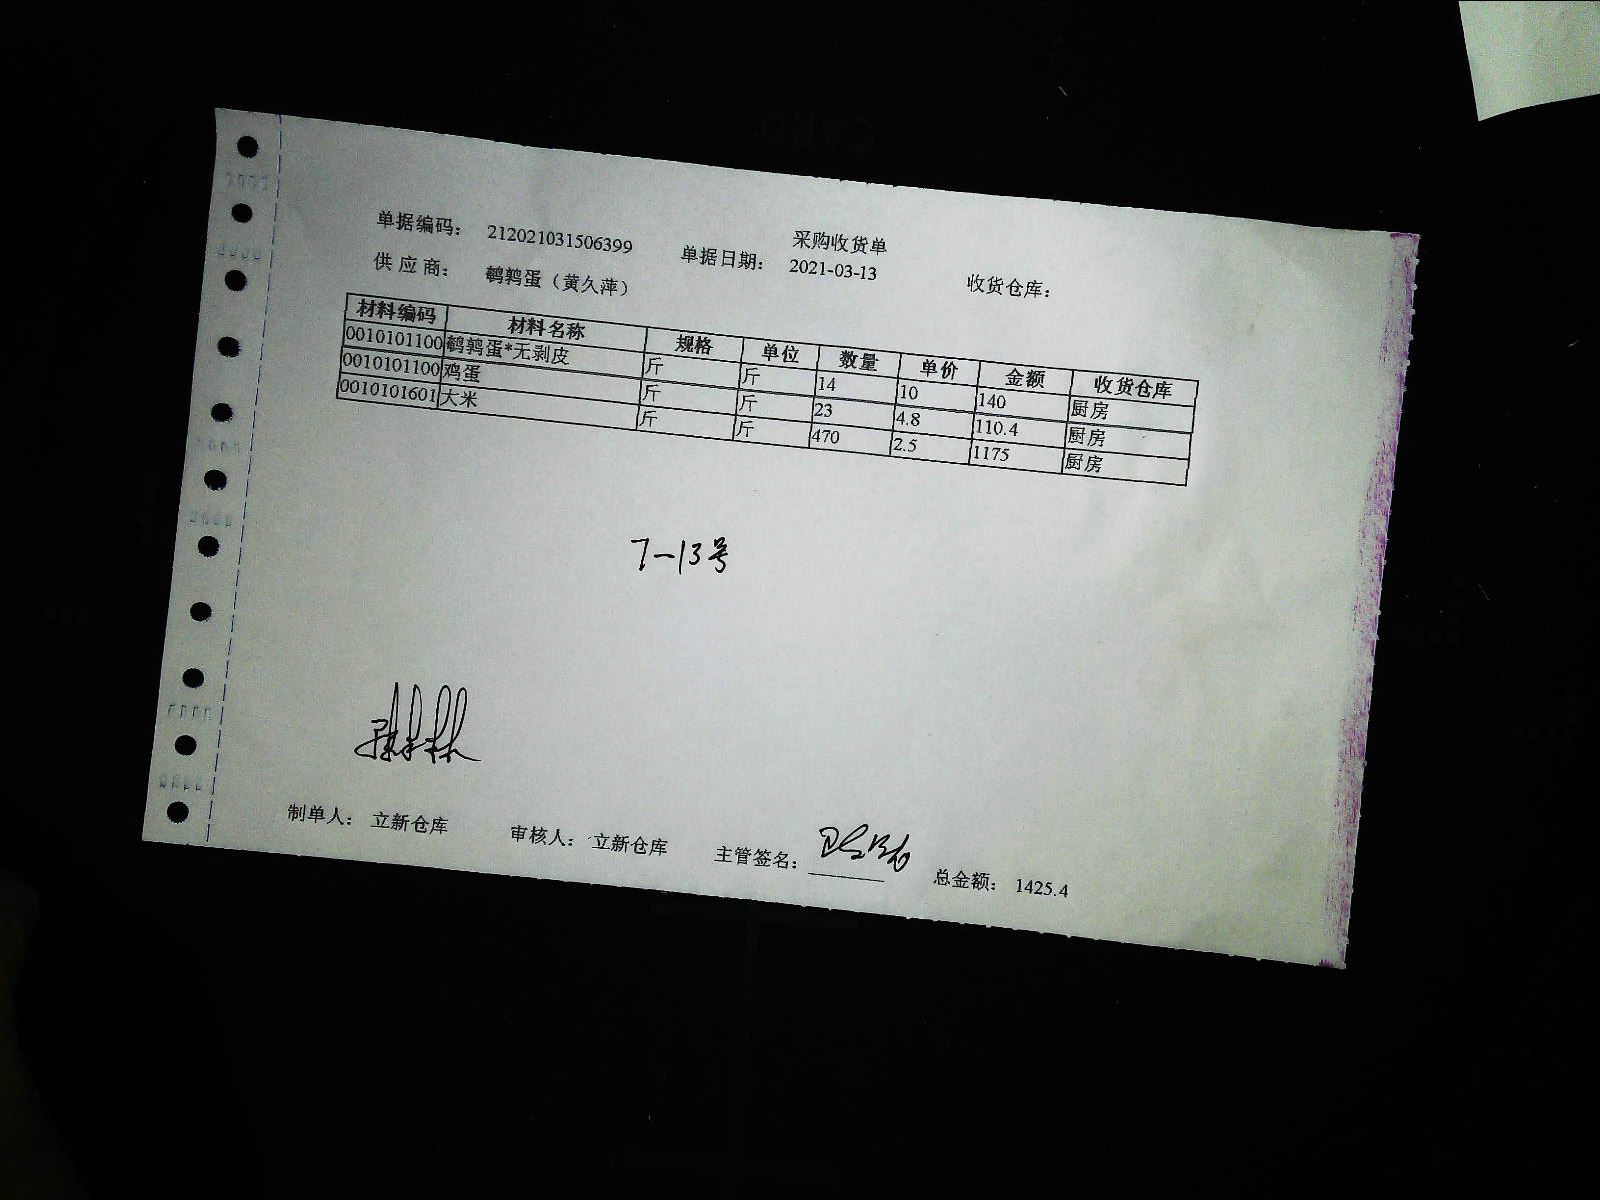 采购收货单
单据编码： 212021031506399 单据日期： 2021-03-13 收货仓库：
供 应 商： 鹌鹑蛋（黄久萍）
材料编码 材料名称 规格 单位 数量 单价 金额 收货仓库
0010101100 鹌鹑蛋*无剥皮 斤 斤 14 10 140 厨房
0010101100 鸡蛋 斤 斤 23 4.8 110.4 厨房
0010101601 大米 斤 斤 470 2.5 1175 厨房
7-13号
制单人： 立新仓库 审核人： 立新仓库 主管签名： 总金额： 1425.4